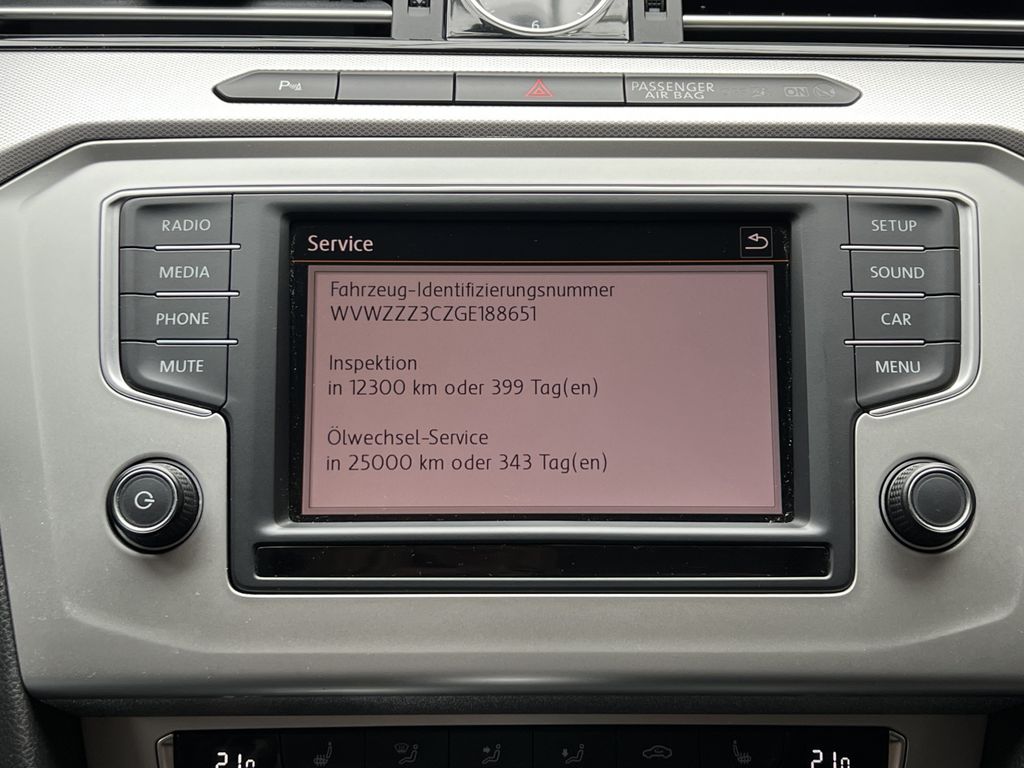 6
P
PASSENGER
AIR BAG
ON
RADIO
MEDIA
PHONE
MUTE
Service
Fahrzeug-Identifizierungsnummer
WVWZZZ3CZGE188651
Inspektion
in 12300 km oder 399 Tag(en)
Ölwechsel-Service
in 25000 km oder 343 Tag(en)
SETUP
SOUND
CAR
MENU